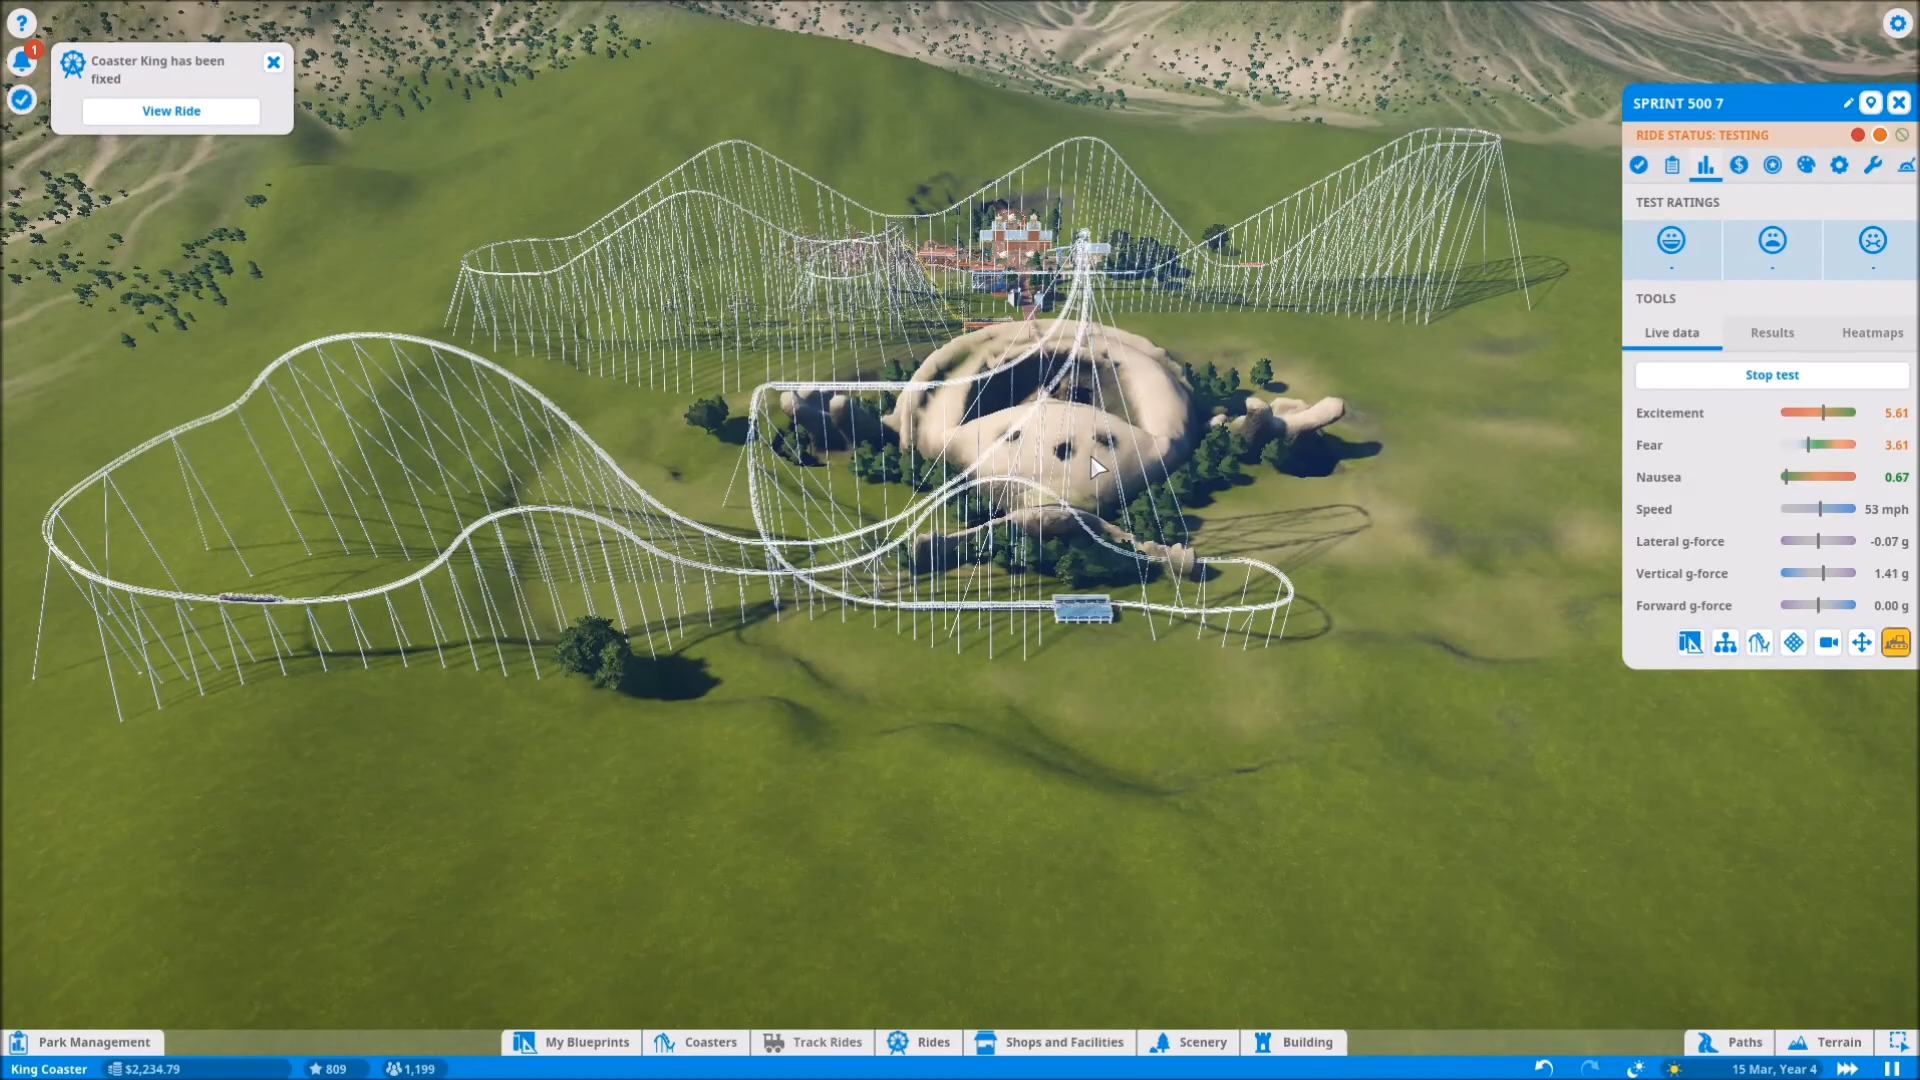 ?
1
Coaster King has been
fixed
View Ride
SPRINT 500 7
RIDE STATUS: TESTING
TEST RATINGS
- - -
TOOLS
Live data Results Heatmaps
Stop test
Excitement 5.61
Fear 3.61
Nausea 0.67
Speed 53 mph
Lateral g-force -0.07 g
Vertical g-force 1.41 g
Forward g-force 0.00 g
Park Management My Blueprints Coasters Track Rides Rides Shops and Facilities Scenery Building Paths Terrain
King Coaster $2,234.79 809 1,199 15 Mar, Year 4